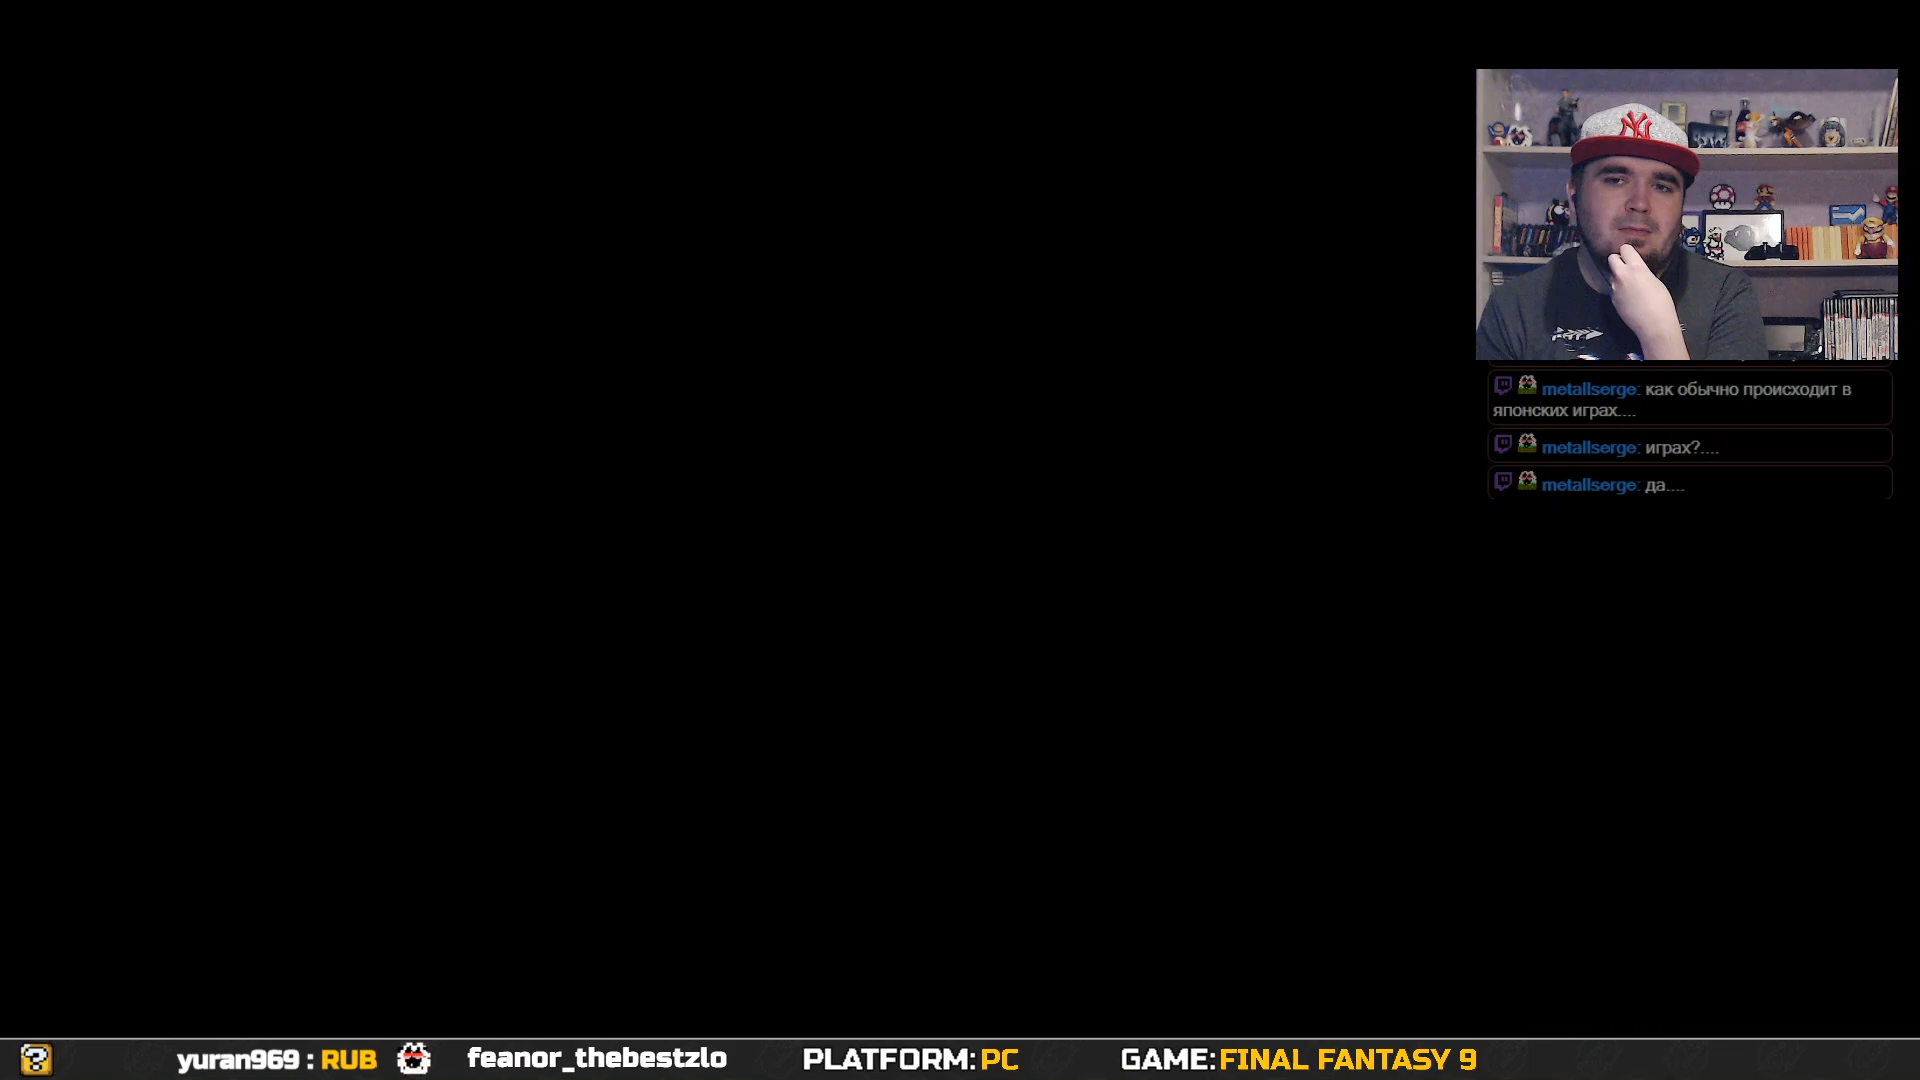 NY
metallserge: как обычно происходит в
японских играх....
metallserge: играх?....
metallserge: да....
yuran969 : RUB
feanor_thebestzlo
PLATFORM: PC
GAME: FINAL FANTASY 9